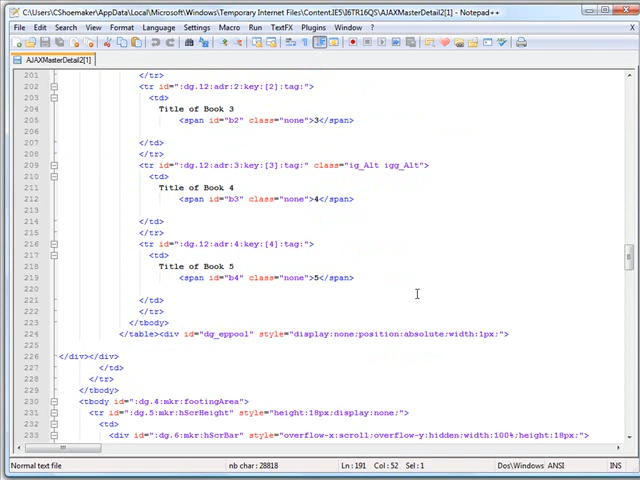 C:\Users\CShoemaker\AppData\Local\Microsoft\Windows\Temporary Internet Files\Content.IE5\I6TR16QS\AJAXMasterDetail2[1] - Notepad++
File Edit Search View Format Language Settings Macro Run TextFX Plugins Window ? X
AJAXMasterDetail2[1]
201 </tr>
202 <tr id=":dg.12:adr:2:key:[2]:tag:">
203 <td>
204 Title of Book 3
205 <span id="b2" class="none">3</span>
206
207 </td>
208 </tr>
209 <tr id=":dg.12:adr:3:key:[3]:tag:" class="ig_Alt igg_Alt">
210 <td>
211 Title of Book 4
212 <span id="b3" class="none">4</span>
213
214 </td>
215 </tr>
216 <tr id=":dg.12:adr:4:key:[4]:tag:">
217 <td>
218 Title of Book 5
219 <span id="b4" class="none">5</span>
220
221 </td>
222 </tr>
223 </tbody>
224 </table><div id="dg_eppool" style="display:none;position:absolute;width:1px;">
225
226 </div></div>
227 </td>
228 </tr>
229 </tbody>
230 <tbody id=":dg.4:mkr:footingArea">
231 <tr id=":dg.5:mkr:hScrHeight" style="height:18px;display:none;">
232 <td>
233 <div id=":dg.6:mkr:hScrBar" style="overflow-x:scroll;overflow-y:hidden;width:100%;height:18px;">
Normal text file nb char : 28818 Ln : 191 Col : 52 Sel : 1 Dos\Windows ANSI INS